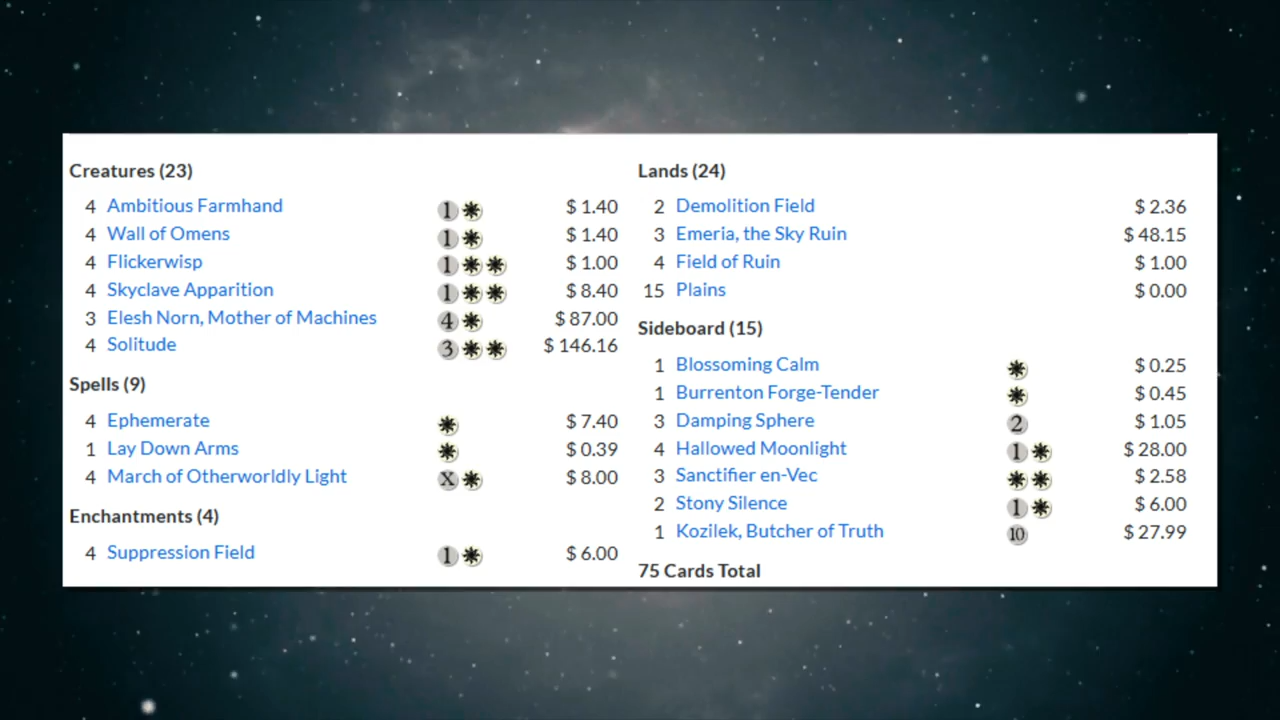 Creatures (23)
4 Ambitious Farmhand 1 $ 1.40
4 Wall of Omens 1 $ 1.40
4 Flickerwisp 1 $ 1.00
4 Skyclave Apparition 1 $ 8.40
3 Elesh Norn, Mother of Machines 4 $ 87.00
4 Solitude 3 $ 146.16
Spells (9)
4 Ephemerate $ 7.40
1 Lay Down Arms $ 0.39
4 March of Otherworldly Light X $ 8.00
Enchantments (4)
4 Suppression Field 1 $ 6.00
Lands (24)
2 Demolition Field $ 2.36
3 Emeria, the Sky Ruin $ 48.15
4 Field of Ruin $ 1.00
15 Plains $ 0.00
Sideboard (15)
1 Blossoming Calm $ 0.25
1 Burrenton Forge-Tender $ 0.45
3 Damping Sphere 2 $ 1.05
4 Hallowed Moonlight 1 $ 28.00
3 Sanctifier en-Vec $ 2.58
2 Stony Silence 1 $ 6.00
1 Kozilek, Butcher of Truth 10 $ 27.99
75 Cards Total